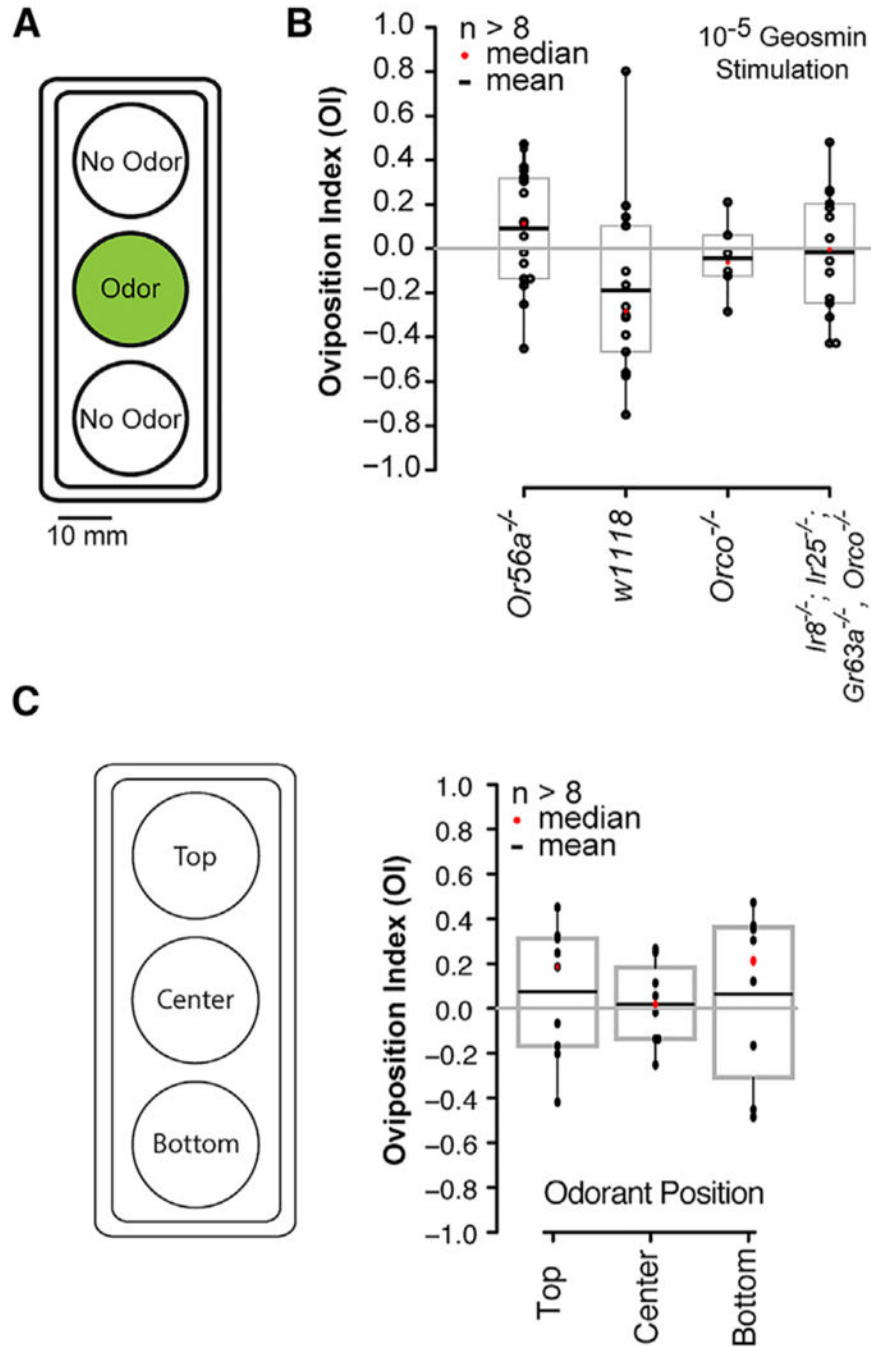 A
No Odor
Odor
No Odor
10 mm
B
n > 8
median
mean
10⁻⁵ Geosmin
Stimulation
Oviposition Index (OI)
1.0
0.8
0.6
0.4
0.2
0.0
−0.2
−0.4
−0.6
−0.8
−1.0
Or56a⁻/⁻
w1118
Orco⁻/⁻
Ir8⁻/⁻; Ir25⁻/⁻;
Gr63a⁻/⁻, Orco⁻/⁻
C
Top
Center
Bottom
n > 8
median
mean
Oviposition Index (OI)
1.0
0.8
0.6
0.4
0.2
0.0
−0.2
−0.4
−0.6
−0.8
−1.0
Odorant Position
Top
Center
Bottom